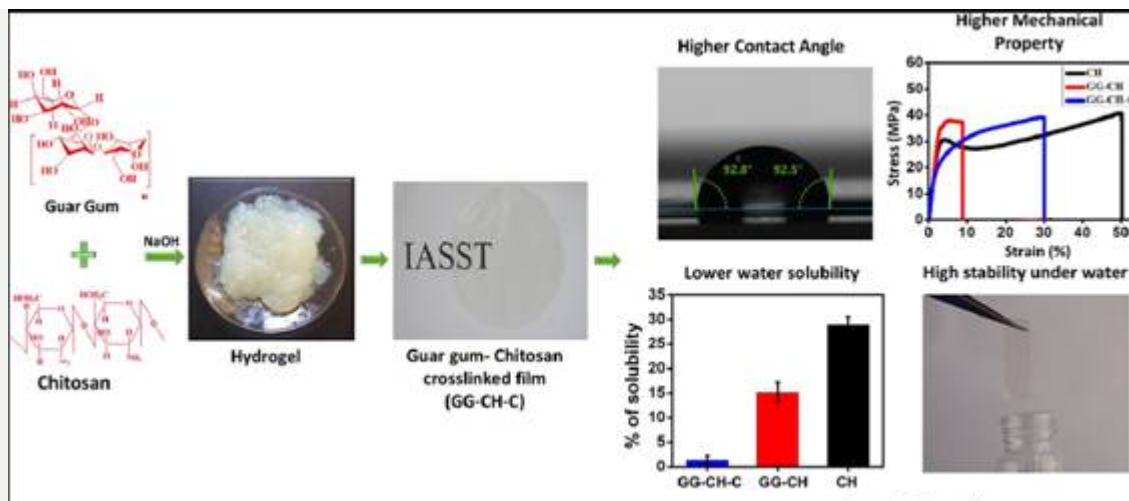 Guar Gum
NaOH
Chitosan
Hydrogel
IASST
Guar gum- Chitosan
crosslinked film
(GG-CH-C)
Higher Contact Angle
92.8°
92.5°
Higher Mechanical
Property
Stress (MPa)
60
50
40
30
20
10
0
CH
GG-CH
0
10
20
30
40
50
Strain (%)
Lower water solubility
% of solubility
35
30
25
20
15
10
5
0
GG-CH-C
GG-CH
CH
High stability under water